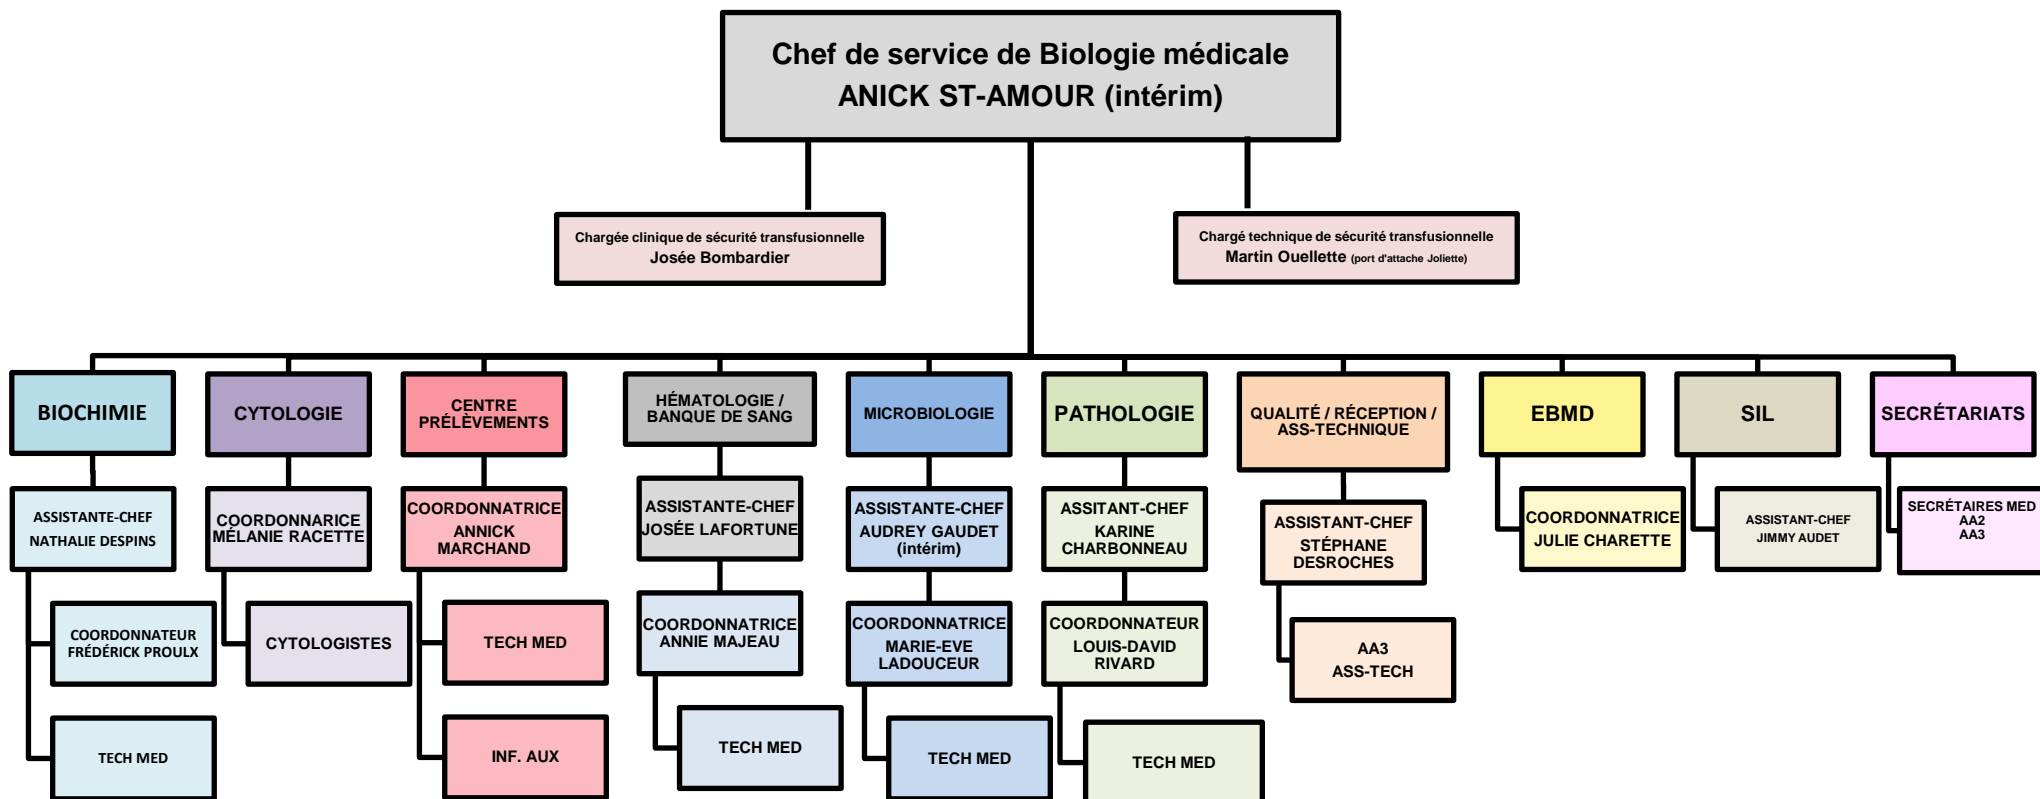 Chef de service de Biologie médicale
ANICK ST-AMOUR (intérim)
Chargée clinique de sécurité transfusionnelle
Josée Bombardier
Chargé technique de sécurité transfusionnelle
Martin Ouellette (port d'attache Joliette)
BIOCHIMIE
CYTOLOGIE
CENTRE
PRÉLÈVEMENTS
HÉMATOLOGIE /
BANQUE DE SANG
MICROBIOLOGIE
PATHOLOGIE
QUALITÉ / RÉCEPTION /
ASS-TECHNIQUE
EBMD
SIL
SECRÉTARIATS
ASSISTANTE-CHEF
NATHALIE DESPINS
COORDONNARICE
MÉLANIE RACETTE
COORDONNATRICE
ANNICK
MARCHAND
ASSISTANTE-CHEF
JOSÉE LAFORTUNE
ASSISTANTE-CHEF
AUDREY GAUDET
(intérim)
ASSITANT-CHEF
KARINE
CHARBONNEAU
ASSISTANT-CHEF
STÉPHANE
DESROCHES
COORDONNATRICE
JULIE CHARETTE
ASSISTANT-CHEF
JIMMY AUDET
SECRÉTAIRES MED
AA2
AA3
COORDONNATEUR
FRÉDÉRICK PROULX
CYTOLOGISTES
TECH MED
COORDONNATRICE
ANNIE MAJEAU
COORDONNATRICE
MARIE-EVE
LADOUCEUR
COORDONNATEUR
LOUIS-DAVID
RIVARD
AA3
ASS-TECH
TECH MED
INF. AUX
TECH MED
TECH MED
TECH MED